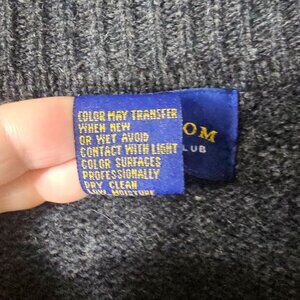 COLOR MAY TRANSFER
WHEN NEW
OR WET AVOID
CONTACT WITH LIGHT
COLOR SURFACES
PROFESSIONALLY
DRY CLEAN
LOW MOISTURE
OM
LUB